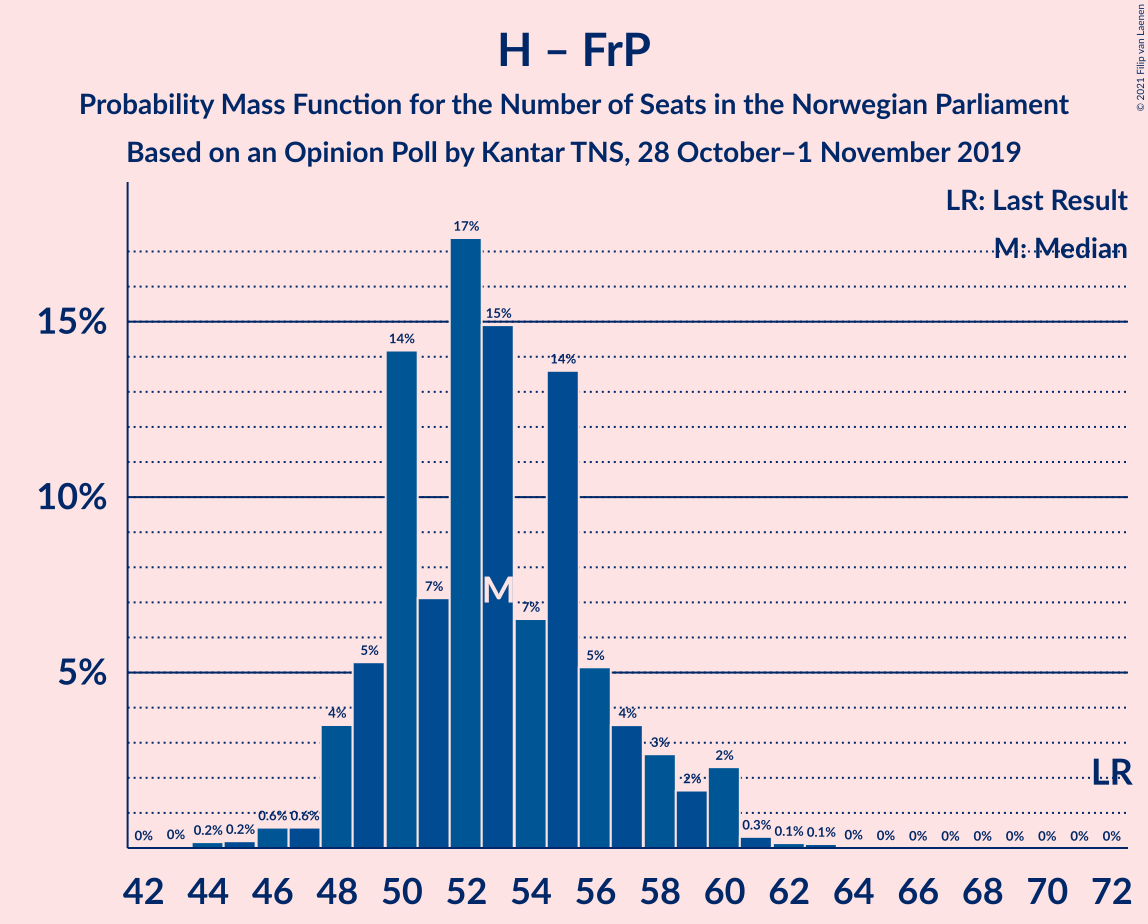 © 2021 Filip van Laenen
H – FrP
Probability Mass Function for the Number of Seats in the Norwegian Parliament
Based on an Opinion Poll by Kantar TNS, 28 October–1 November 2019
LR: Last Result
M: Median
15%
10%
5%
0% 0% 0.2% 0.2% 0.6% 0.6% 4% 5% 14% 7% 17% 15% 7% 14% 5% 4% 3% 2% 2% 0.3% 0.1% 0.1% 0% 0% 0% 0% 0% 0% 0% 0% 0%
M
LR
42 44 46 48 50 52 54 56 58 60 62 64 66 68 70 72